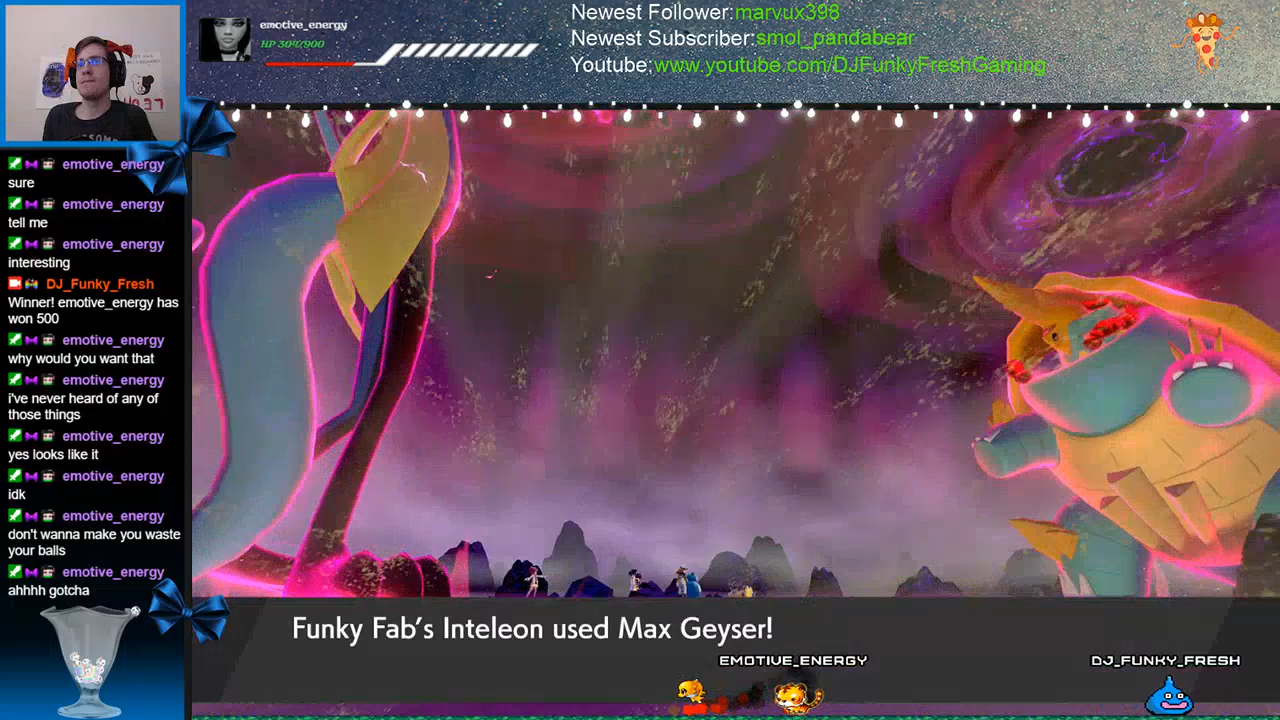 emotive_energy
HP 304/900
Newest Follower:marvux398
Newest Subscriber:smol_pandabear
Youtube:www.youtube.com/DJFunkyFreshGaming
emotive_energy
sure
emotive_energy
tell me
emotive_energy
interesting
DJ_Funky_Fresh
Winner! emotive_energy has
won 500
emotive_energy
why would you want that
emotive_energy
i've never heard of any of
those things
emotive_energy
yes looks like it
emotive_energy
idk
emotive_energy
don't wanna make you waste
your balls
emotive_energy
ahhhh gotcha
Funky Fab's Inteleon used Max Geyser!
EMOTIVE_ENERGY
DJ_FUNKY_FRESH